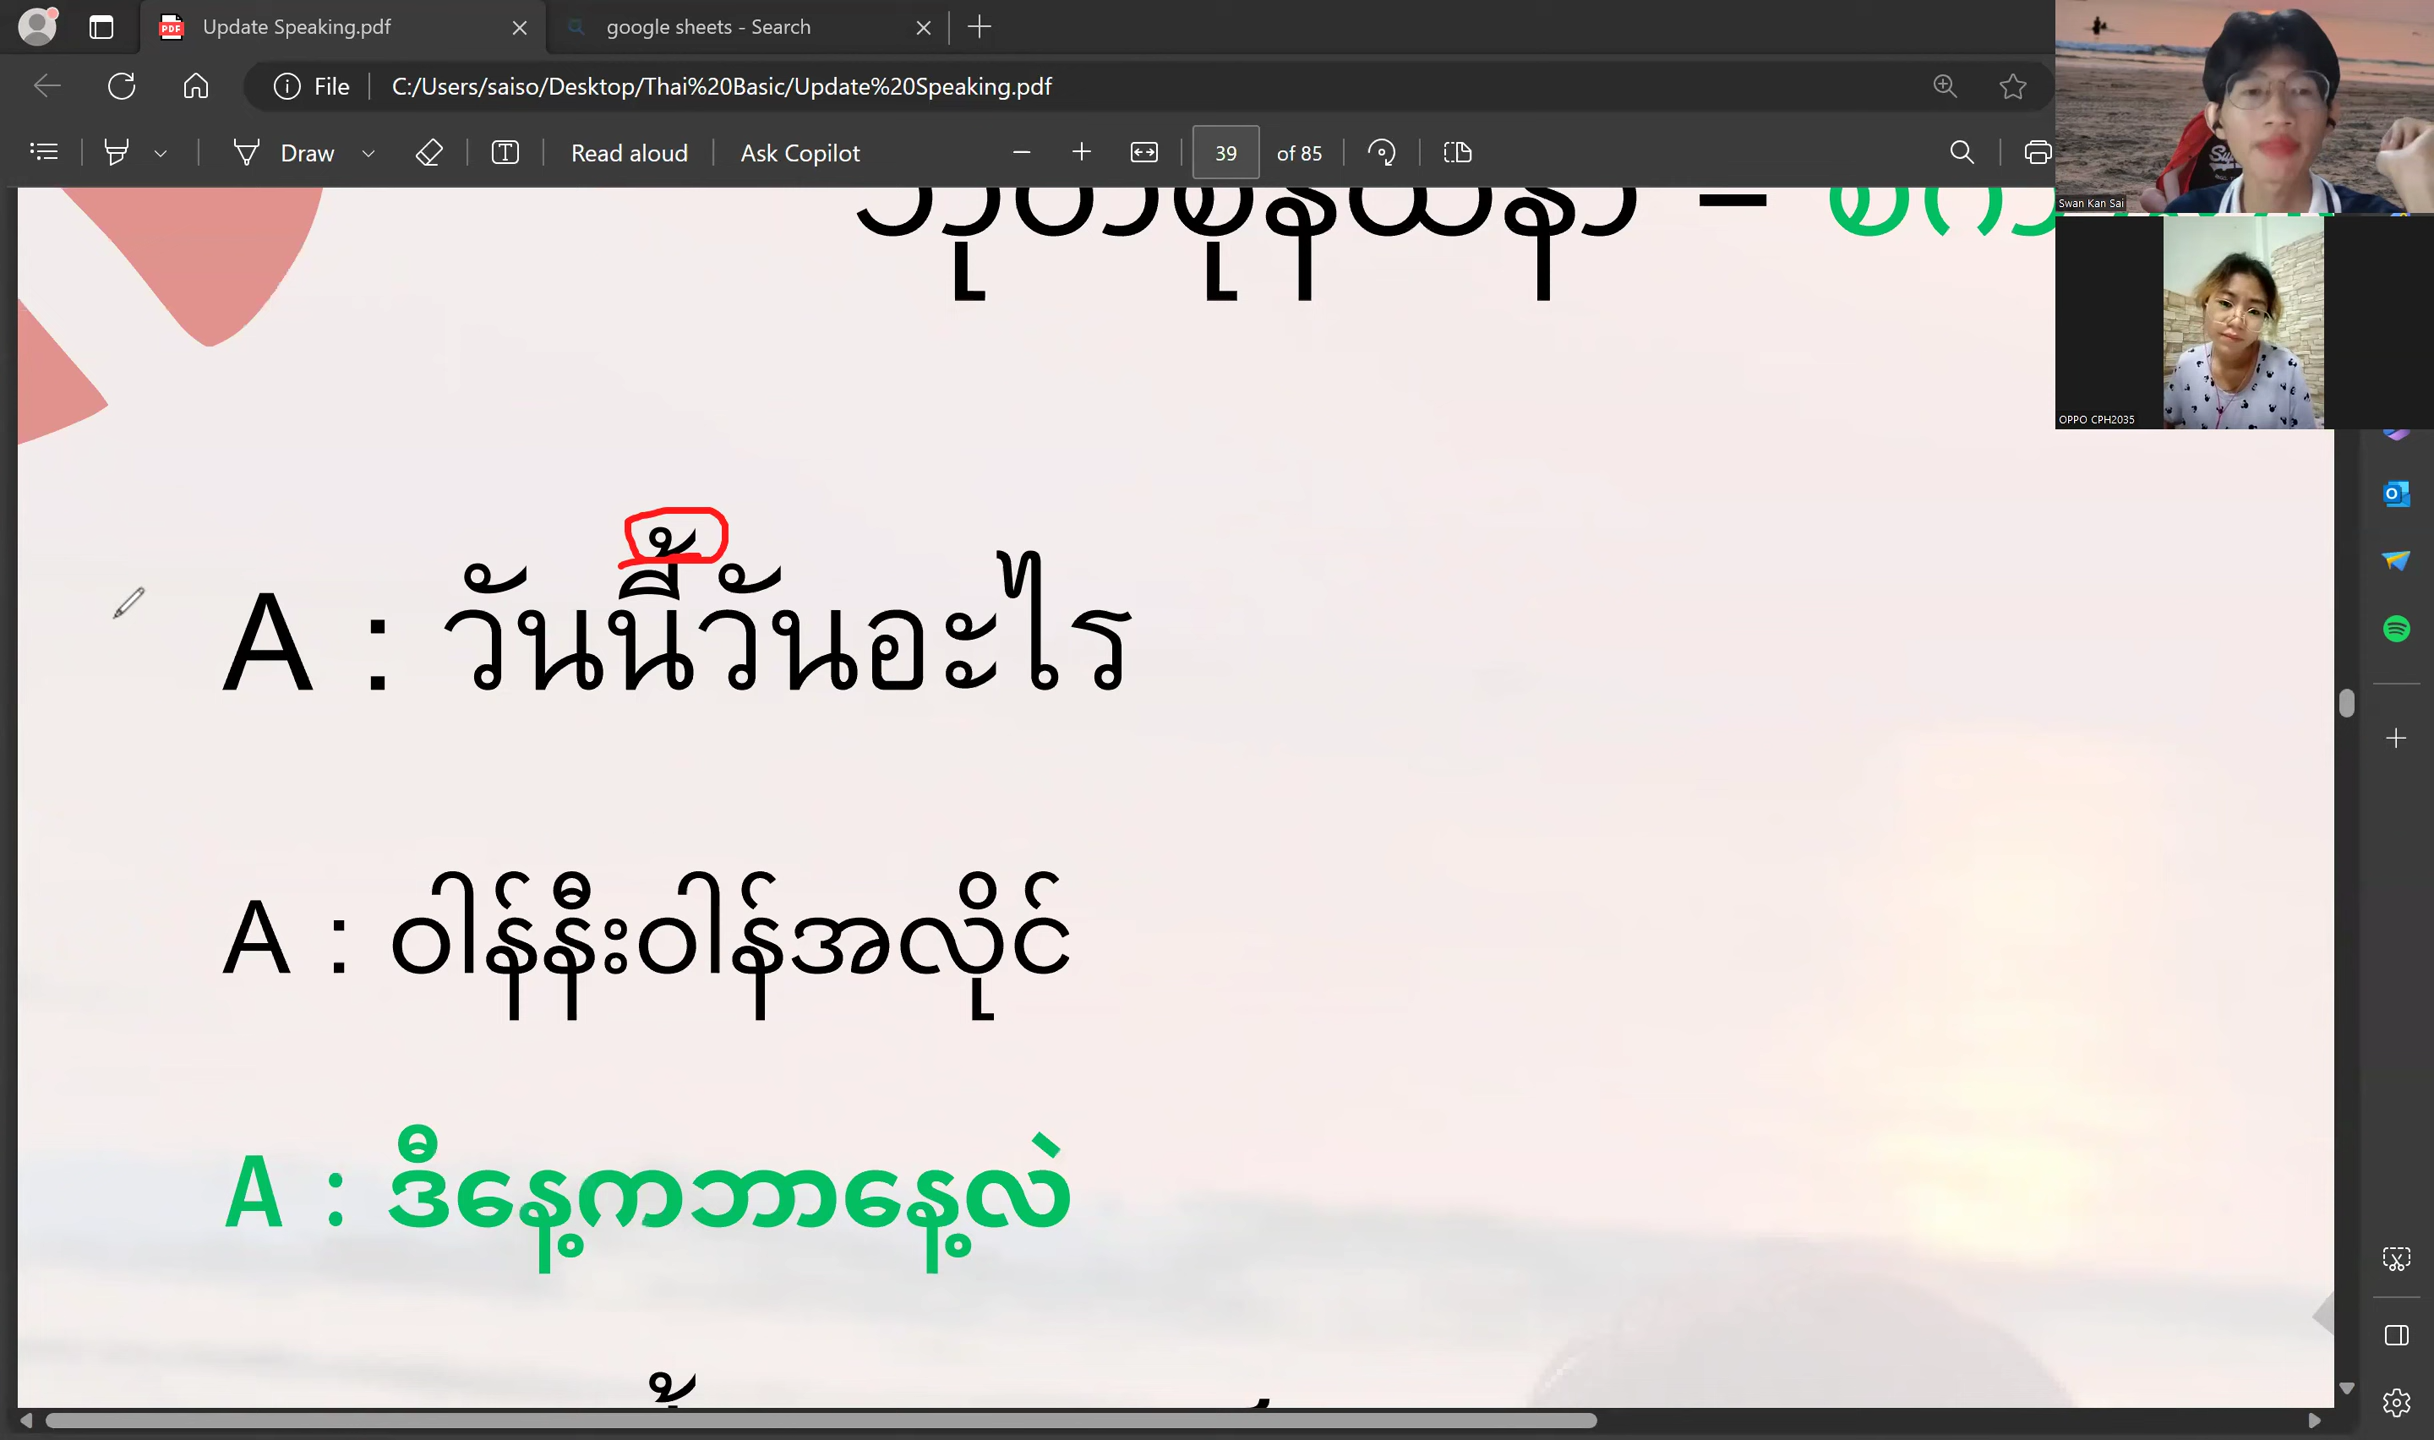 Update Speaking.pdf
google sheets - Search
File
C:/Users/saiso/Desktop/Thai%20Basic/Update%20Speaking.pdf
Draw
Read aloud
Ask Copilot
39 of 85
Swan Kan Sai
OPPO CPH2035
A : วันนี้วันอะไร
A : ဝါန်နီးဝါန်အလိုင်
A : ဒီနေ့ကဘာနေ့လဲ